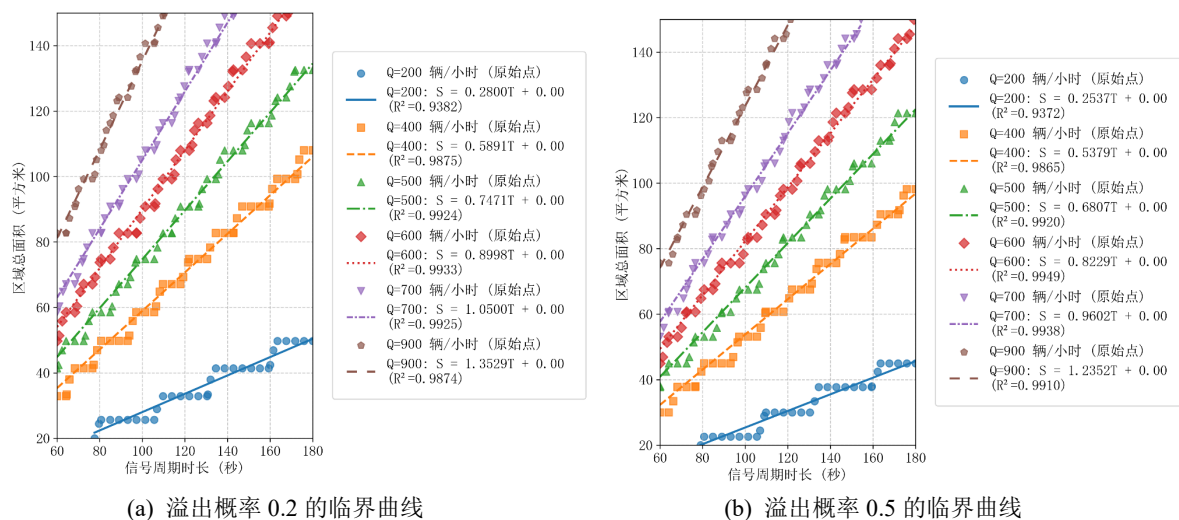 140
120
100
80
60
40
20
60
80
100
120
140
160
180
区域总面积 (平方米)
信号周期时长 (秒)
Q=200 辆/小时 (原始点)
Q=200: S = 0.2800T + 0.00
(R²=0.9382)
Q=400 辆/小时 (原始点)
Q=400: S = 0.5891T + 0.00
(R²=0.9875)
Q=500 辆/小时 (原始点)
Q=500: S = 0.7471T + 0.00
(R²=0.9924)
Q=600 辆/小时 (原始点)
Q=600: S = 0.8998T + 0.00
(R²=0.9933)
Q=700 辆/小时 (原始点)
Q=700: S = 1.0500T + 0.00
(R²=0.9925)
Q=900 辆/小时 (原始点)
Q=900: S = 1.3529T + 0.00
(R²=0.9874)
(a) 溢出概率 0.2 的临界曲线
140
120
100
80
60
40
20
60
80
100
120
140
160
180
区域总面积 (平方米)
信号周期时长 (秒)
Q=200 辆/小时 (原始点)
Q=200: S = 0.2537T + 0.00
(R²=0.9372)
Q=400 辆/小时 (原始点)
Q=400: S = 0.5379T + 0.00
(R²=0.9865)
Q=500 辆/小时 (原始点)
Q=500: S = 0.6807T + 0.00
(R²=0.9920)
Q=600 辆/小时 (原始点)
Q=600: S = 0.8229T + 0.00
(R²=0.9949)
Q=700 辆/小时 (原始点)
Q=700: S = 0.9602T + 0.00
(R²=0.9938)
Q=900 辆/小时 (原始点)
Q=900: S = 1.2352T + 0.00
(R²=0.9910)
(b) 溢出概率 0.5 的临界曲线